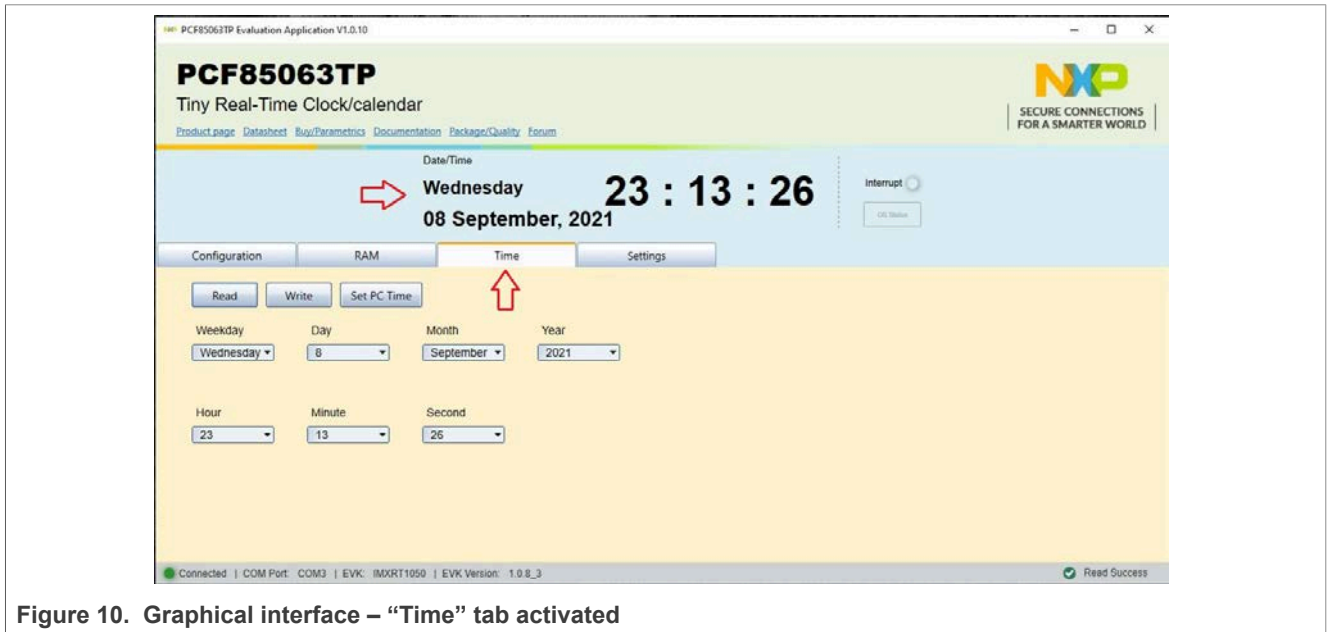 PCF85063TP Evaluation Application V1.0.10
PCF85063TP
Tiny Real-Time Clock/calendar
Product page Datasheet Buy/Parametrics Documentation Package/Quality Forum
NXP
SECURE CONNECTIONS
FOR A SMARTER WORLD
Date/Time
Wednesday
08 September, 2021
23 : 13 : 26
Interrupt
OS Status
Configuration RAM Time Settings
Read Write Set PC Time
Weekday Day Month Year
Wednesday 8 September 2021
Hour Minute Second
23 13 26
Connected | COM Port: COM3 | EVK: IMXRT1050 | EVK Version: 1.0.8_3 Read Success
Figure 10. Graphical interface – “Time” tab activated